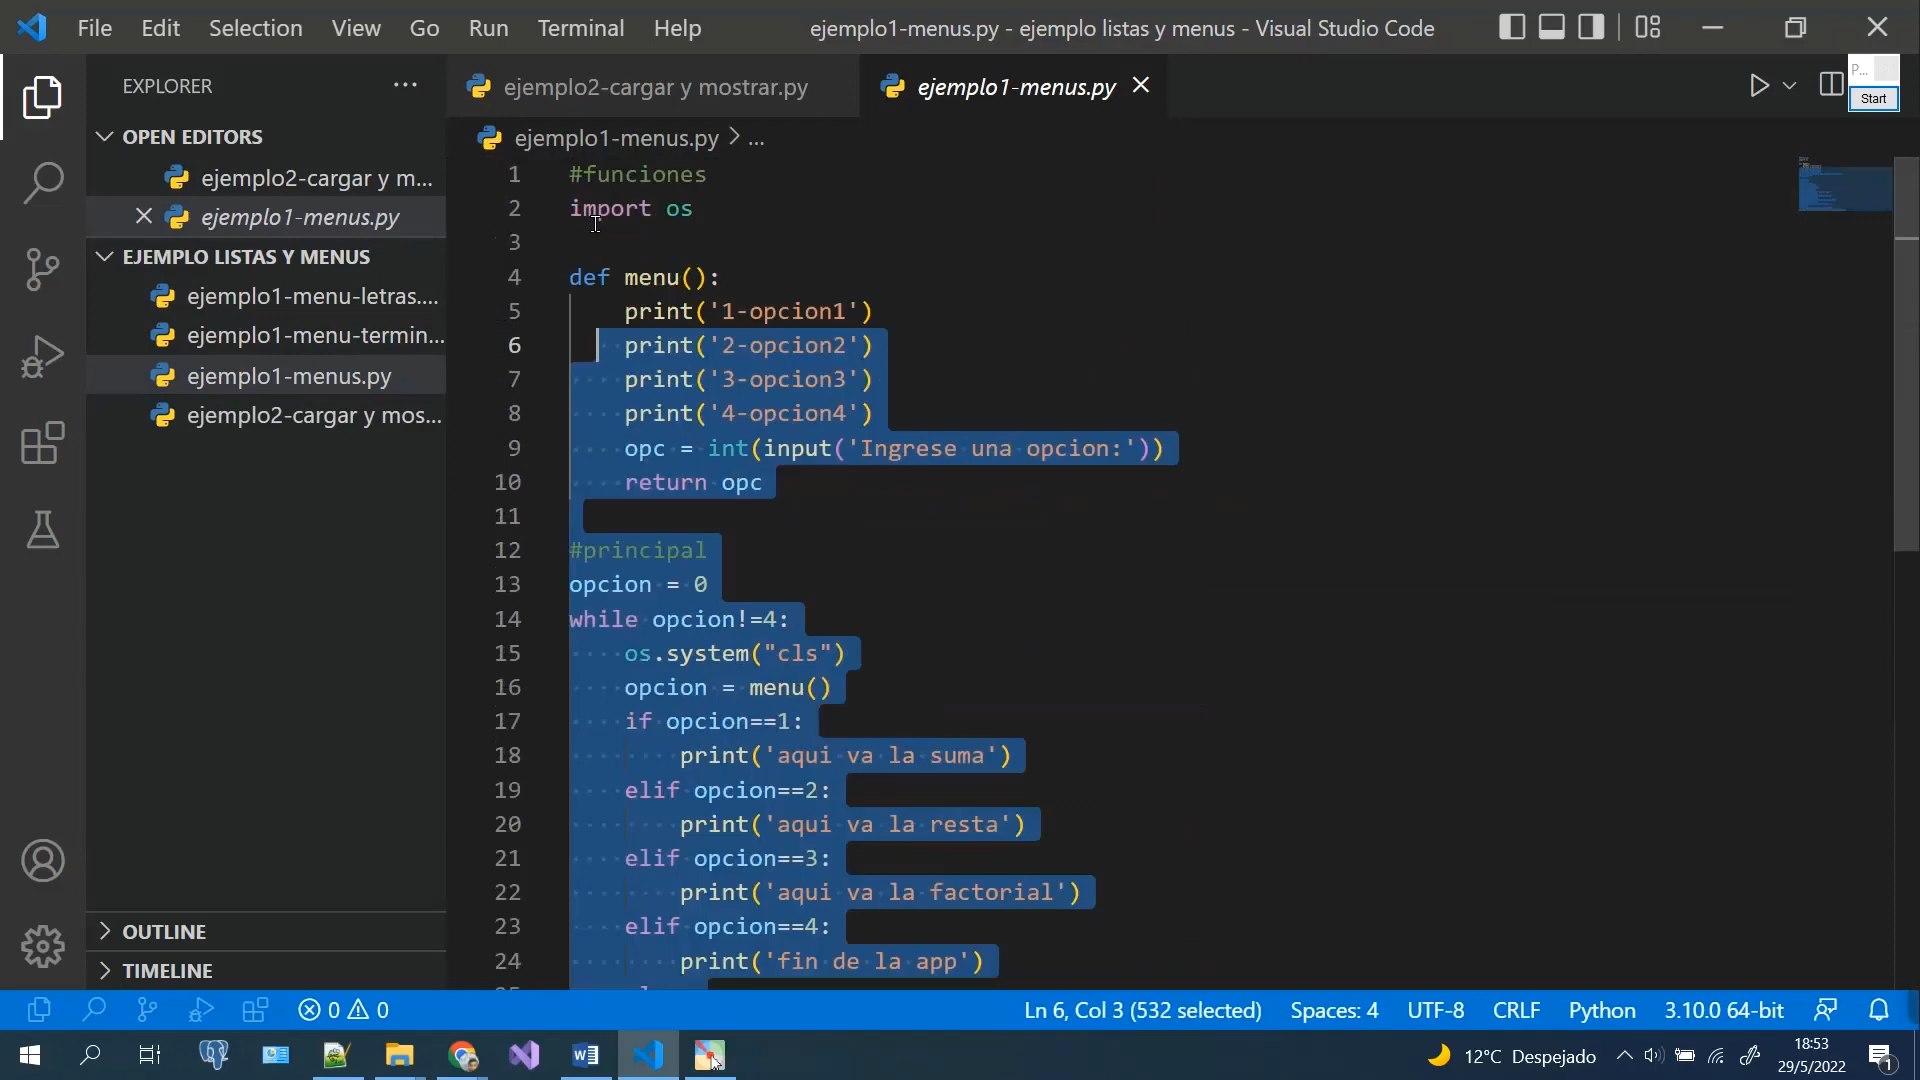 File Edit Selection View Go Run Terminal Help
ejemplo1-menus.py - ejemplo listas y menus - Visual Studio Code
EXPLORER
OPEN EDITORS
ejemplo2-cargar y m...
ejemplo1-menus.py
EJEMPLO LISTAS Y MENUS
ejemplo1-menu-letras....
ejemplo1-menu-termin...
ejemplo1-menus.py
ejemplo2-cargar y mos...
OUTLINE
TIMELINE
ejemplo2-cargar y mostrar.py
ejemplo1-menus.py
P...
Start
ejemplo1-menus.py > ...
1 #funciones
2 import os
3
4 def menu():
5 print('1-opcion1')
6 print('2-opcion2')
7 print('3-opcion3')
8 print('4-opcion4')
9 opc = int(input('Ingrese una opcion:'))
10 return opc
11
12 #principal
13 opcion = 0
14 while opcion!=4:
15 os.system("cls")
16 opcion = menu()
17 if opcion==1:
18 print('aqui va la suma')
19 elif opcion==2:
20 print('aqui va la resta')
21 elif opcion==3:
22 print('aqui va la factorial')
23 elif opcion==4:
24 print('fin de la app')
0 0
Ln 6, Col 3 (532 selected) Spaces: 4 UTF-8 CRLF Python 3.10.0 64-bit
12°C Despejado
18:53
29/5/2022
1